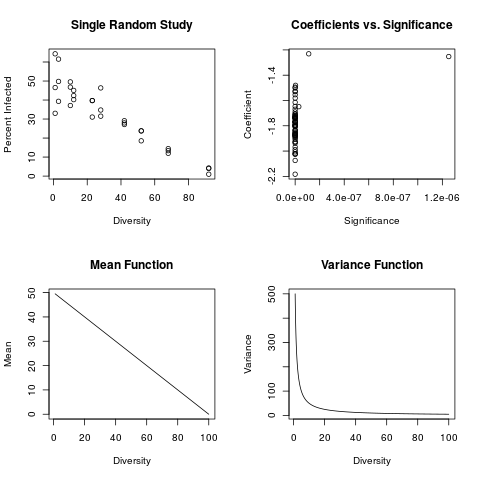 Single Random Study
Percent Infected
50
30
10
0
0 20 40 60 80
Diversity
Coefficients vs. Significance
Coefficient
-1.4
-1.8
-2.2
0.0e+00 4.0e-07 1.2e-06
Significance
Mean Function
Mean
50
40
30
20
10
0
0 20 40 60 80 100
Diversity
Variance Function
Variance
500
300
100
0
0 20 40 60 80 100
Diversity